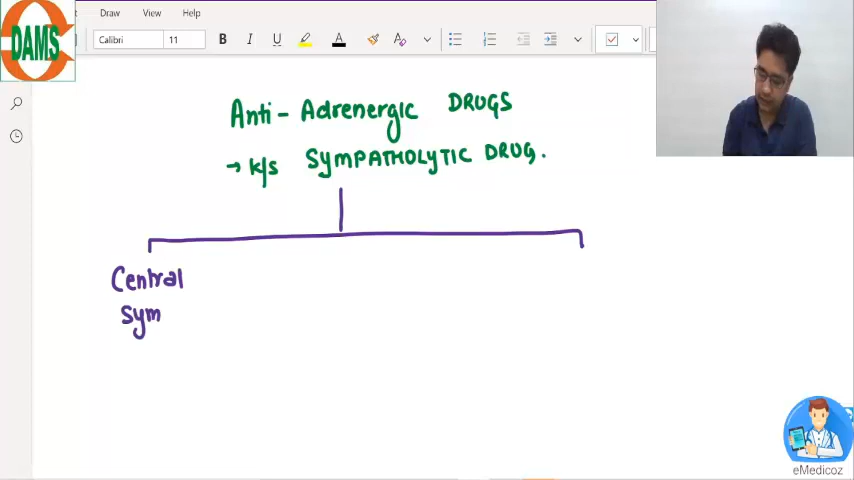 DAMS
Draw View Help
Calibri 11 B I U A A
Anti - Adrenergic DRUGS
→ K/s SYMPATHOLYTIC DRUG.
Central
Sym
eMedicoz